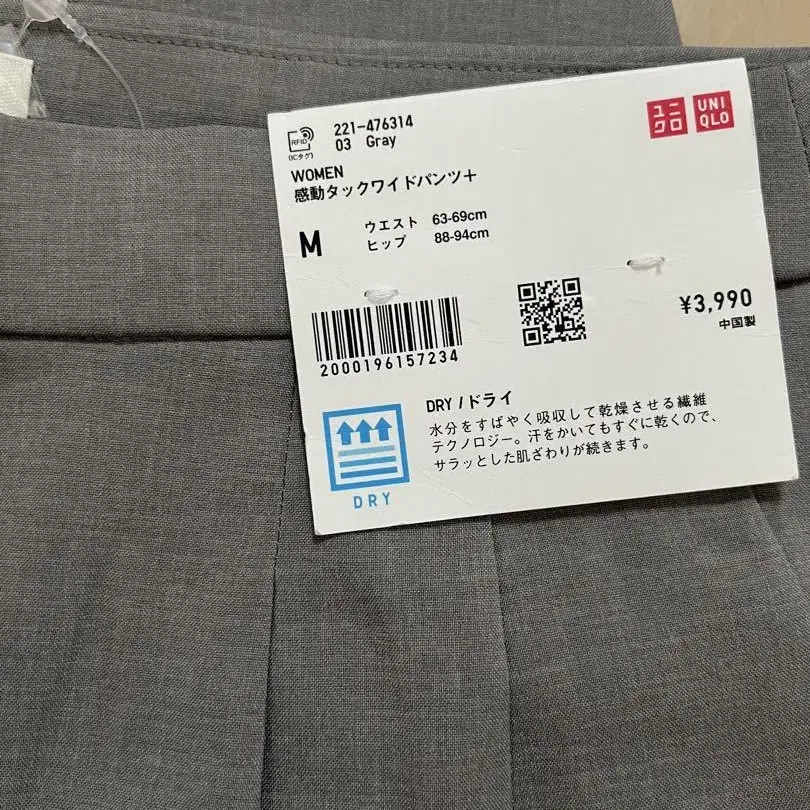 221-476314
03 Gray
RFID
(ICタグ)
ユニクロ
UNIQLO
WOMEN
感動タックワイドパンツ+
M
ウエスト 63-69cm
ヒップ 88-94cm
¥3,990
中国製
2000196157234
DRY /ドライ
水分をすばやく吸収して乾燥させる繊維
テクノロジー。汗をかいてもすぐに乾くので、
サラッとした肌ざわりが続きます。
DRY